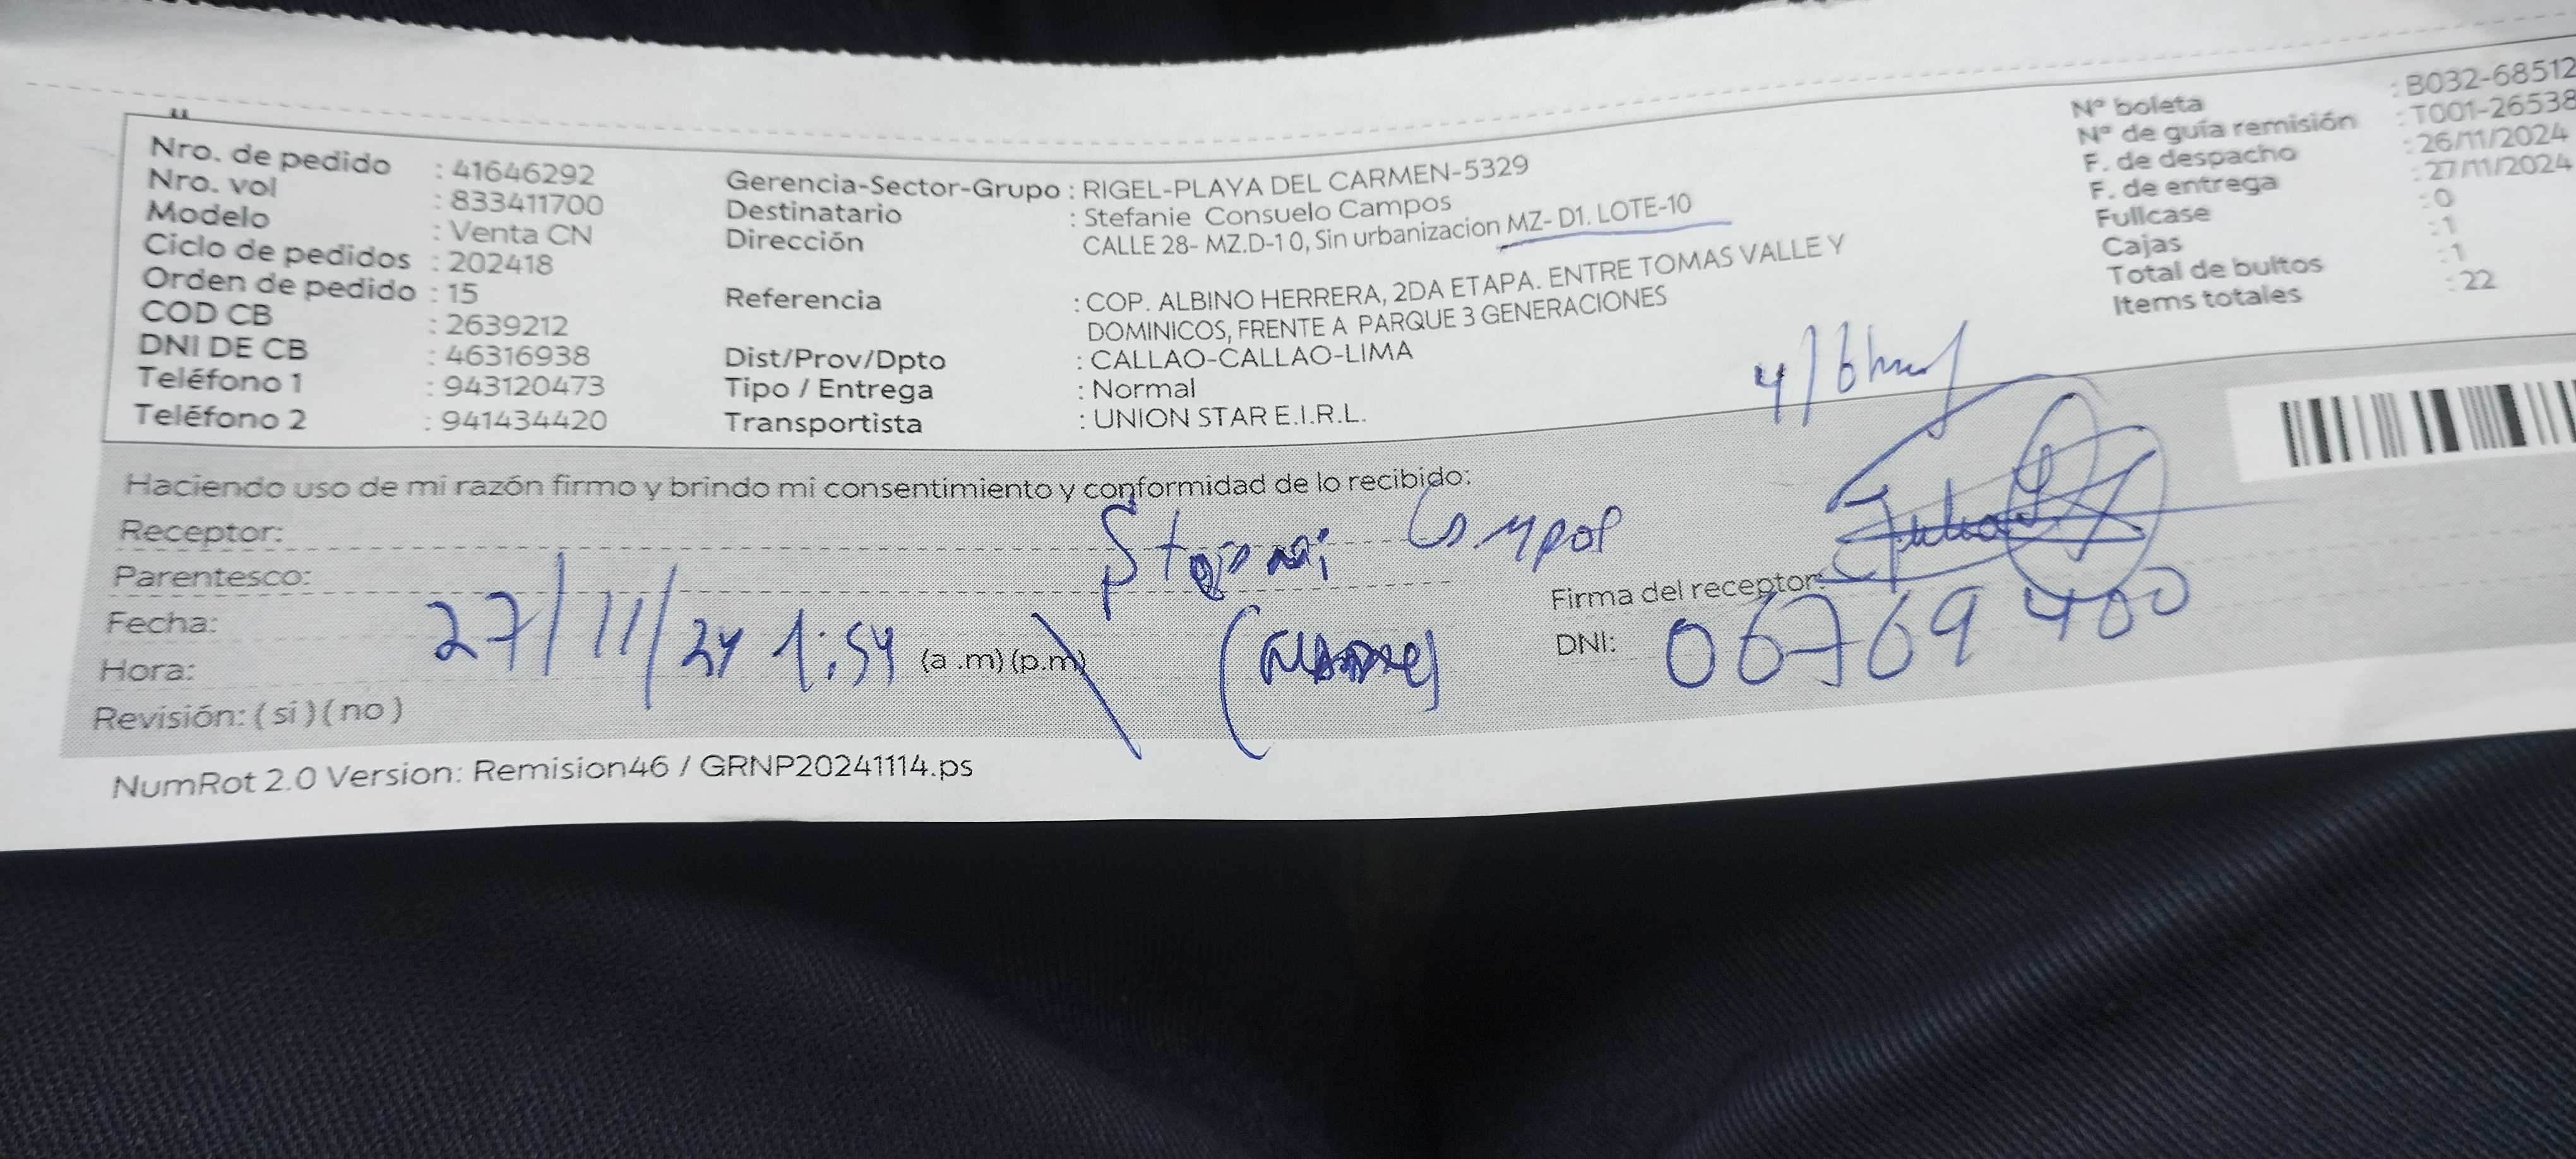 Nro. de pedido : 41646292
Nro. vol : 833411700
Modelo : Venta CN
Ciclo de pedidos : 202418
Orden de pedido : 15
COD CB : 2639212
DNI DE CB : 46316938
Teléfono 1 : 943120473
Teléfono 2 : 941434420
Gerencia-Sector-Grupo : RIGEL-PLAYA DEL CARMEN-5329
Destinatario : Stefanie Consuelo Campos
Dirección CALLE 28- MZ.D-1 0, Sin urbanizacion MZ- D1. LOTE-10
Referencia : COP. ALBINO HERRERA, 2DA ETAPA. ENTRE TOMAS VALLE Y
DOMINICOS, FRENTE A PARQUE 3 GENERACIONES
Dist/Prov/Dpto : CALLAO-CALLAO-LIMA
Tipo / Entrega : Normal
Transportista : UNION STAR E.I.R.L.
N° boleta : B032-68512
N° de guía remisión : T001-26538
F. de despacho : 26/11/2024
F. de entrega : 27/11/2024
Fullcase : 0
Cajas : 1
Total de bultos : 1
Items totales : 22
Haciendo uso de mi razón firmo y brindo mi consentimiento y conformidad de lo recibido:
Receptor: Campos
Parentesco:
Fecha: 27/11/24
Hora: 1:54 (a .m) (p.m)
Revisión: ( si ) ( no )
Firma del receptor:
DNI: 06769400
NumRot 2.0 Version: Remision46 / GRNP20241114.ps